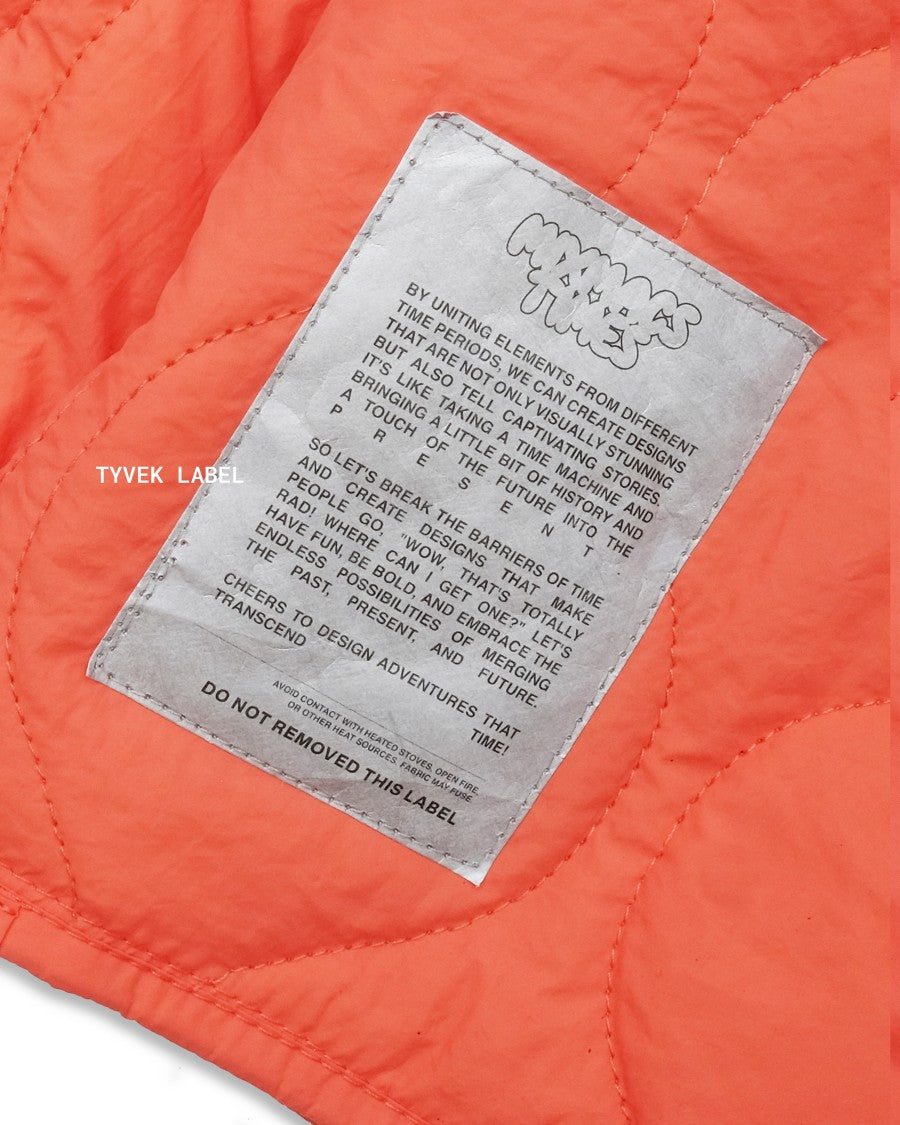 BY UNITING ELEMENTS FROM DIFFERENT
TIME PERIODS, WE CAN CREATE DESIGNS
THAT ARE NOT ONLY VISUALLY STUNNING
BUT ALSO TELL CAPTIVATING STORIES.
IT'S LIKE TAKING A TIME MACHINE AND
BRINGING A LITTLE BIT OF HISTORY AND
A TOUCH OF THE FUTURE INTO THE
P R E S E N T
SO LET'S BREAK THE BARRIERS OF TIME
AND CREATE DESIGNS THAT MAKE
PEOPLE GO, "WOW, THAT'S TOTALLY
RAD! WHERE CAN I GET ONE?" LET'S
HAVE FUN, BE BOLD, AND EMBRACE THE
ENDLESS POSSIBILITIES OF MERGING
THE PAST, PRESENT, AND FUTURE.
CHEERS TO DESIGN ADVENTURES THAT
TRANSCEND TIME!
AVOID CONTACT WITH HEATED STOVES, OPEN FIRE,
OR OTHER HEAT SOURCES. FABRIC MAY FUSE
DO NOT REMOVED THIS LABEL
TYVEK LABEL